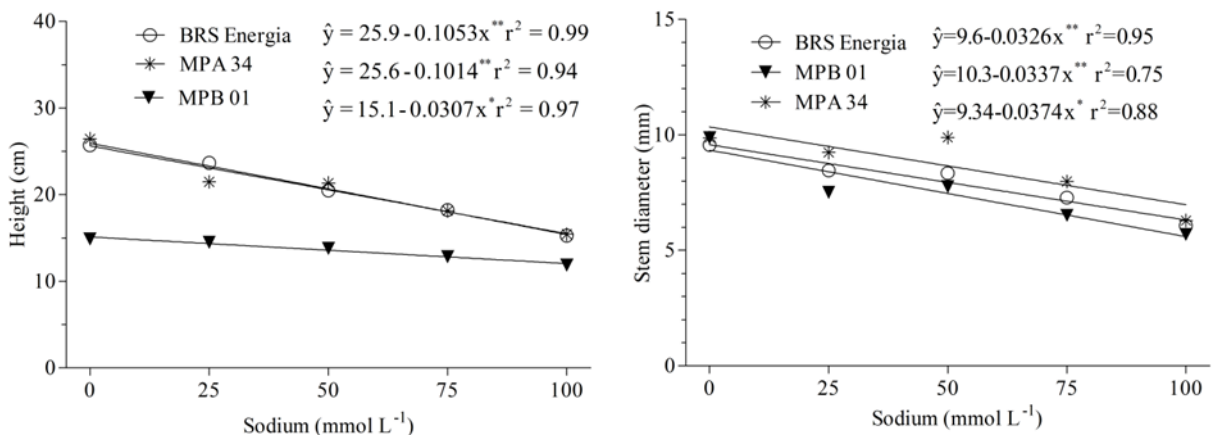 40
30
20
10
0
Height (cm)
BRS Energia ŷ = 25.9-0.1053x**r² = 0.99
MPA 34 ŷ = 25.6-0.1014**r² = 0.94
MPB 01 ŷ = 15.1-0.0307x*r² = 0.97
0 25 50 75 100
Sodium (mmol L⁻¹)
15
10
5
0
Stem diameter (mm)
BRS Energia ŷ=9.6-0.0326x** r²=0.95
MPB 01 ŷ=10.3-0.0337x** r²=0.75
MPA 34 ŷ=9.34-0.0374x* r²=0.88
0 25 50 75 100
Sodium (mmol L⁻¹)